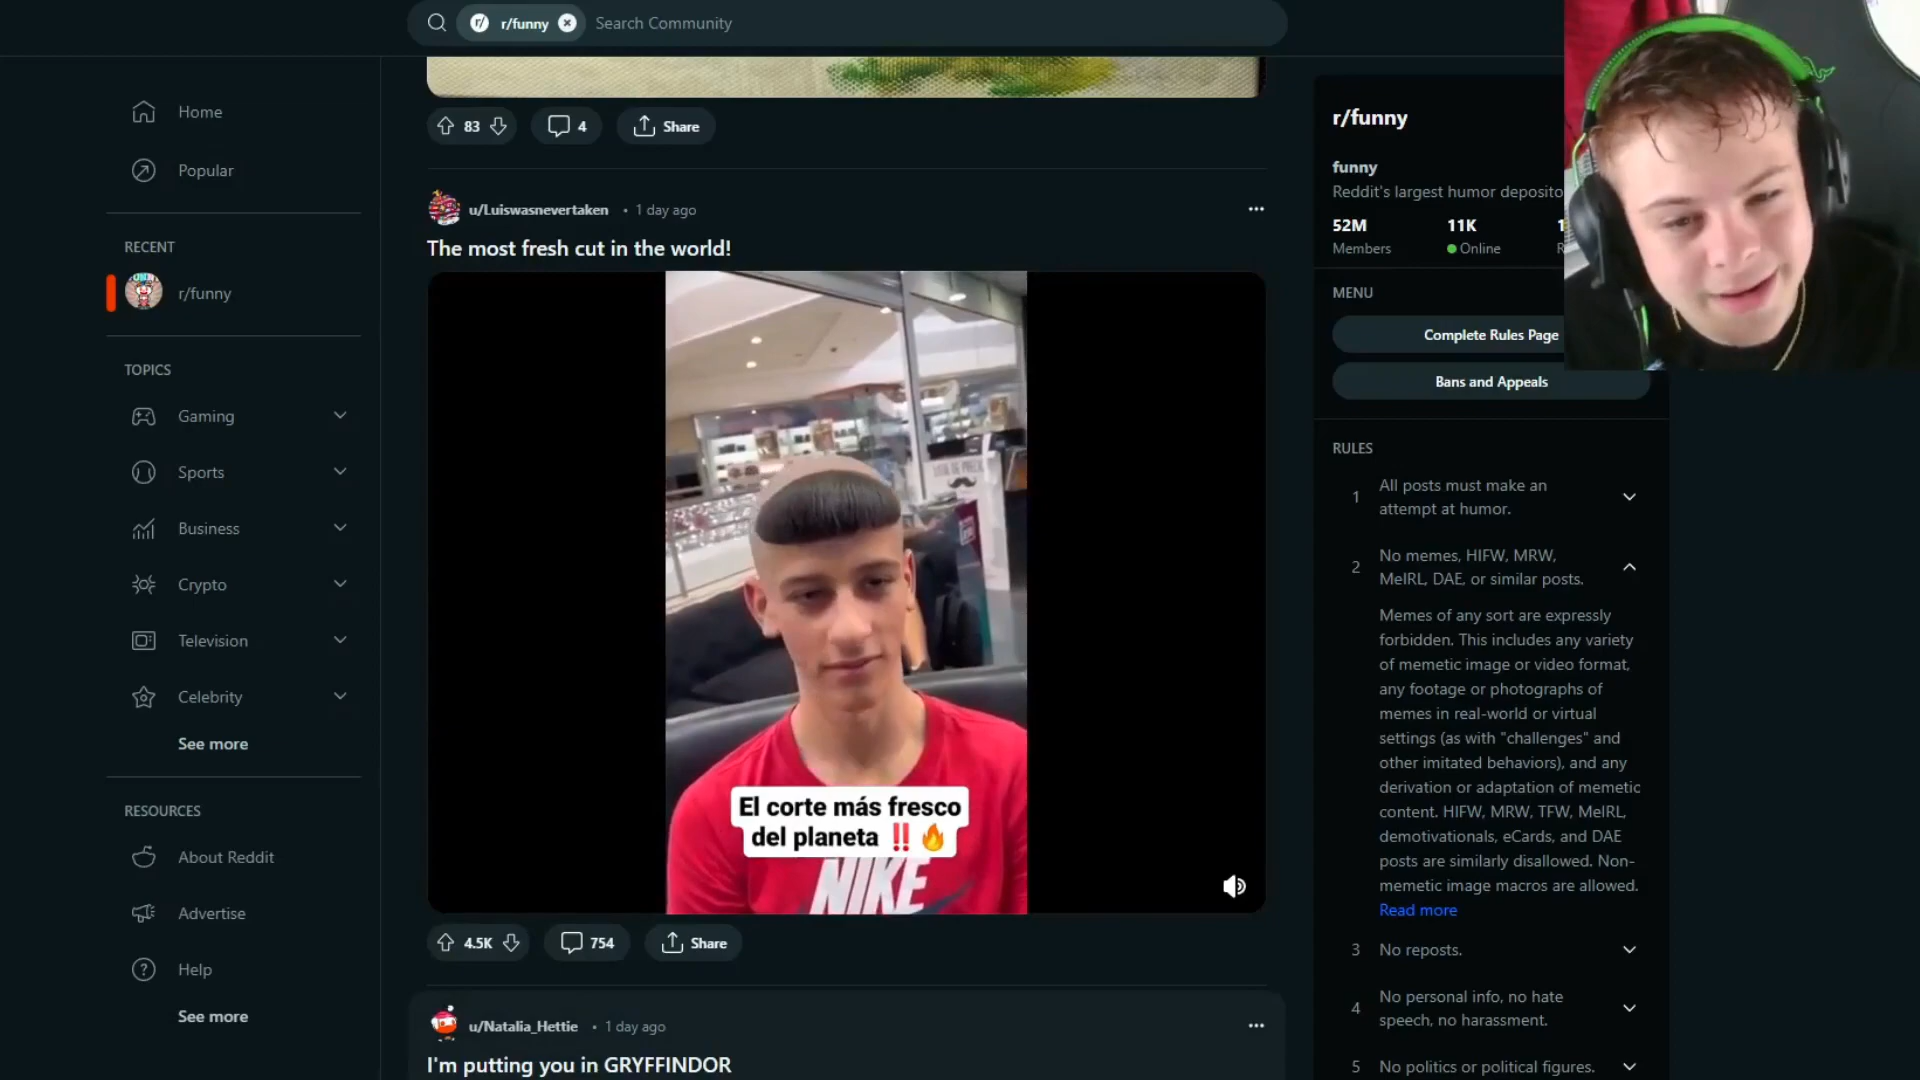 r/funny
Search Community
Home
Popular
RECENT
r/funny
TOPICS
Gaming
Sports
Business
Crypto
Television
Celebrity
See more
RESOURCES
About Reddit
Advertise
Help
See more
83
4
Share
u/Luiswasnevertaken • 1 day ago
The most fresh cut in the world!
El corte más fresco
del planeta ‼️🔥
NIKE
4.5K
754
Share
u/Natalia_Hettie • 1 day ago
I'm putting you in GRYFFINDOR
r/funny
funny
Reddit's largest humor deposito
52M
11K
Members
Online
MENU
Complete Rules Page
Bans and Appeals
RULES
1
All posts must make an
attempt at humor.
2
No memes, HIFW, MRW,
MeIRL, DAE, or similar posts.
Memes of any sort are expressly
forbidden. This includes any variety
of memetic image or video format,
any footage or photographs of
memes in real-world or virtual
settings (as with "challenges" and
other imitated behaviors), and any
derivation or adaptation of memetic
content. HIFW, MRW, TFW, MeIRL,
demotivationals, eCards, and DAE
posts are similarly disallowed. Non-
memetic image macros are allowed.
Read more
3 No reposts.
4
No personal info, no hate
speech, no harassment.
5 No politics or political figures.